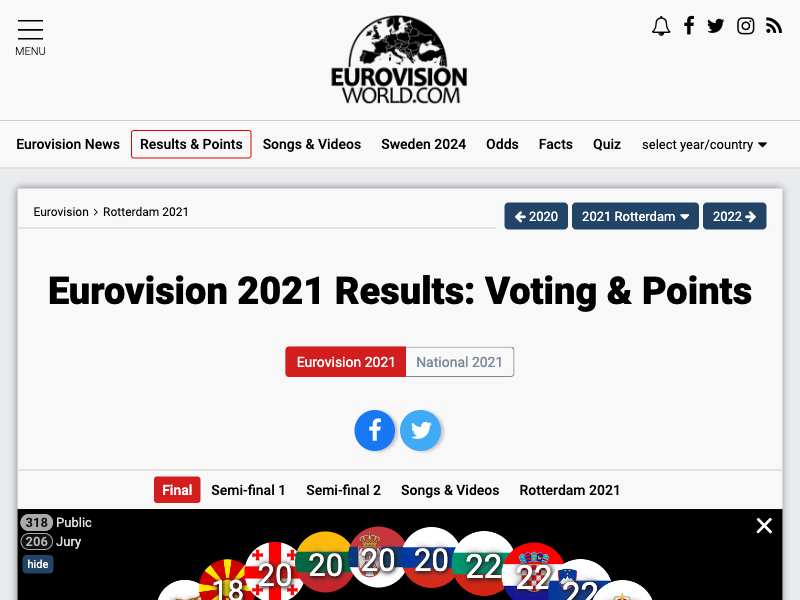 MENU
EUROVISION
WORLD.COM
Eurovision News
Results & Points
Songs & Videos
Sweden 2024
Odds
Facts
Quiz
select year/country
Eurovision > Rotterdam 2021
2020
2021 Rotterdam
2022
Eurovision 2021 Results: Voting & Points
Eurovision 2021
National 2021
Final
Semi-final 1
Semi-final 2
Songs & Videos
Rotterdam 2021
318 Public
206 Jury
hide
18
20
20
20
20
22
22
22